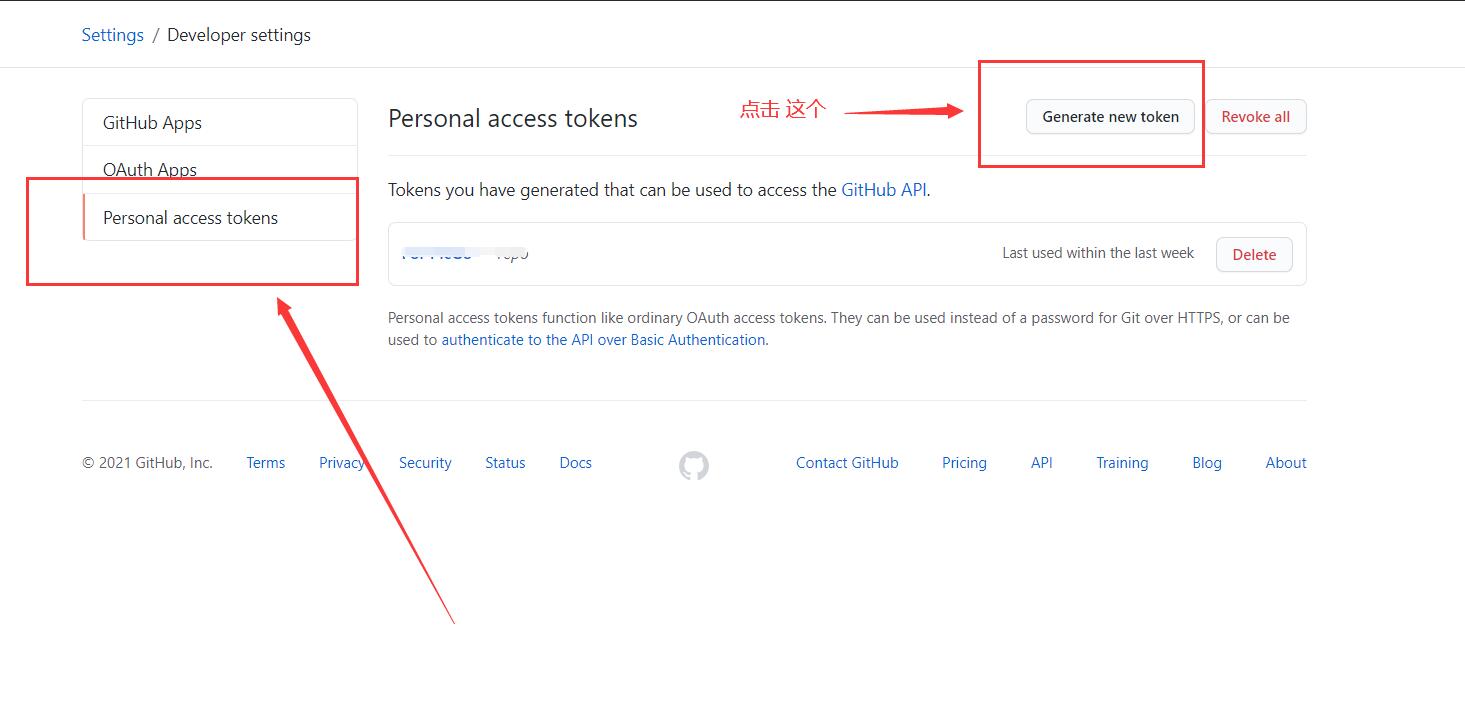 Settings / Developer settings
GitHub Apps
OAuth Apps
Personal access tokens
Personal access tokens
点击 这个
Generate new token
Revoke all
Tokens you have generated that can be used to access the GitHub API.
Last used within the last week
Delete
Personal access tokens function like ordinary OAuth access tokens. They can be used instead of a password for Git over HTTPS, or can be
used to authenticate to the API over Basic Authentication.
© 2021 GitHub, Inc.
Terms
Privacy
Security
Status
Docs
Contact GitHub
Pricing
API
Training
Blog
About